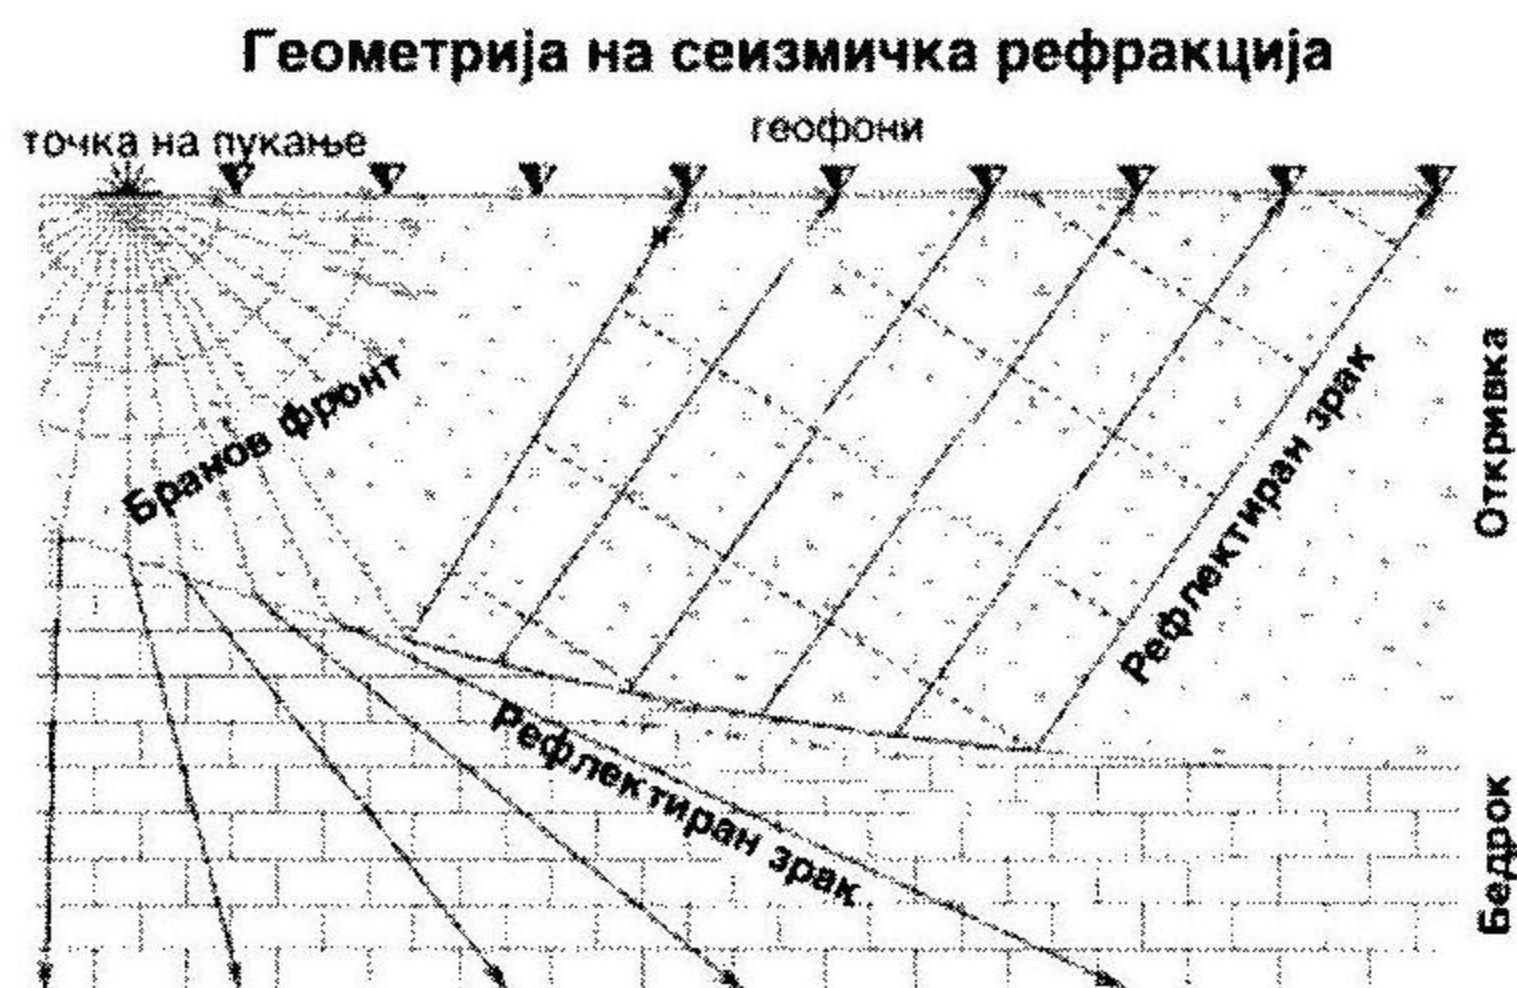 Геометрија на сеизмичка рефракција
точка на пукање
геофони
Бранов фронт
Рефлектиран зрак
Рефлектиран зрак
Откривка
Бедрок